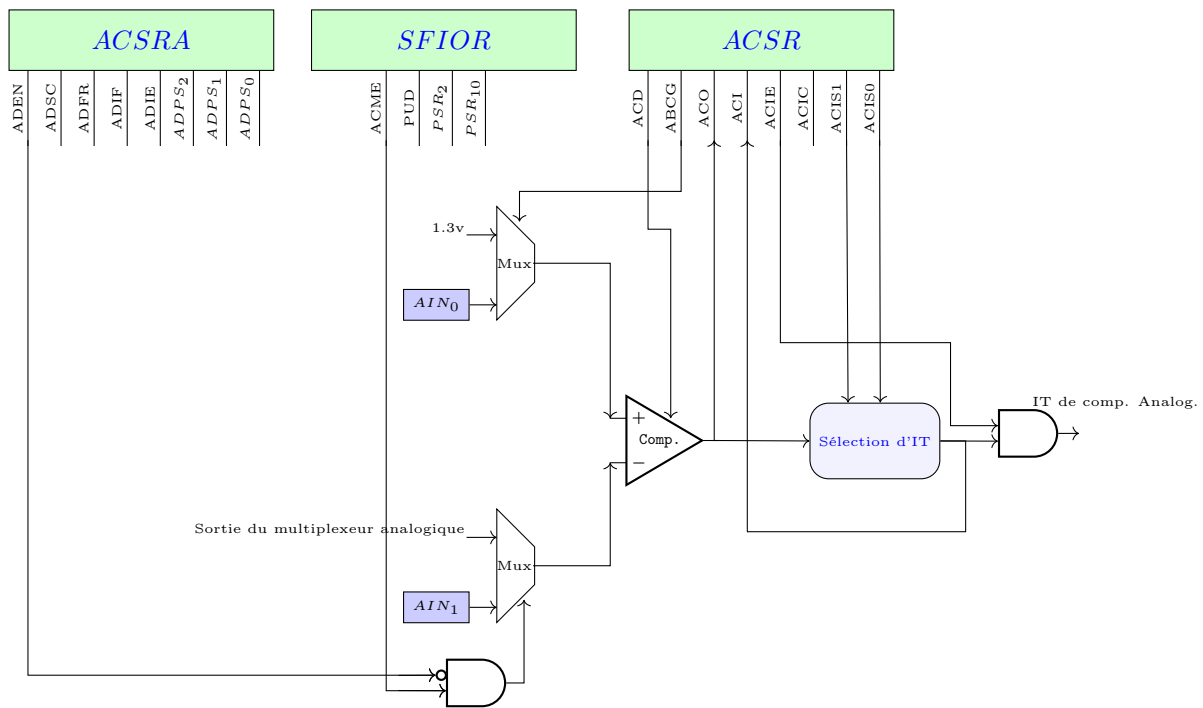 ACSRA
SFIOR
ACSR
ADEN
ADSC
ADFR
ADIF
ADIE
ADPS2
ADPS1
ADPS0
ACME
PUD
PSR2
PSR10
ACD
ABCG
ACO
ACI
ACIE
ACIC
ACIS1
ACIS0
1.3v
Mux
AIN0
IT de comp. Analog.
+
Comp.
−
Sélection d'IT
Sortie du multiplexeur analogique
Mux
AIN1